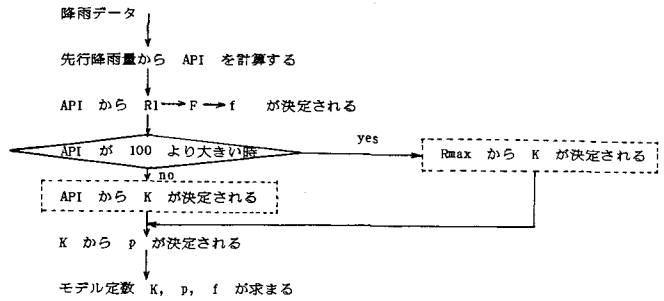 降雨データ
先行降雨量から API を計算する
API から Rl→F→f が決定される
API が 100 より大きい時
yes
Rmax から K が決定される
no
API から K が決定される
K から p が決定される
モデル定数 K, p, f が求まる